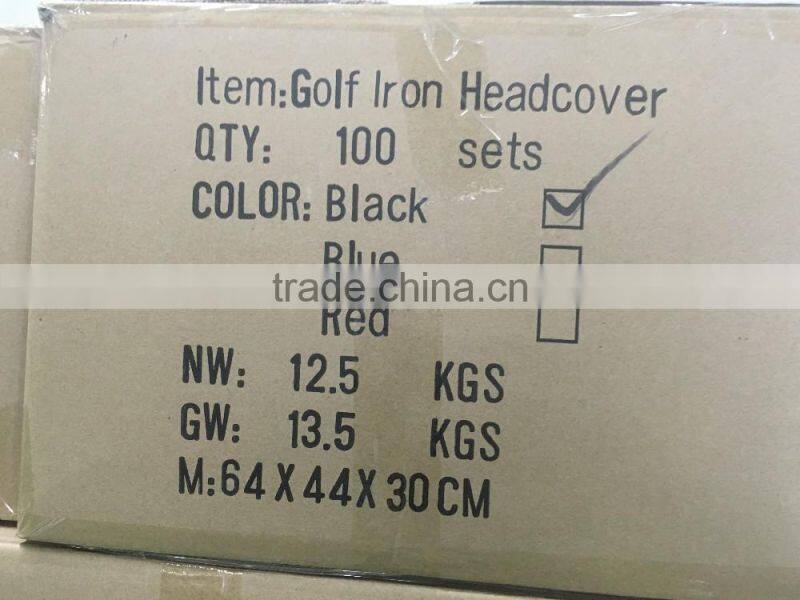 Item:Golf Iron Headcover
QTY: 100 sets
COLOR: Black
Blue
trade.china.cn
Red
NW: 12.5 KGS
GW: 13.5 KGS
M:64 X 44 X 30 CM